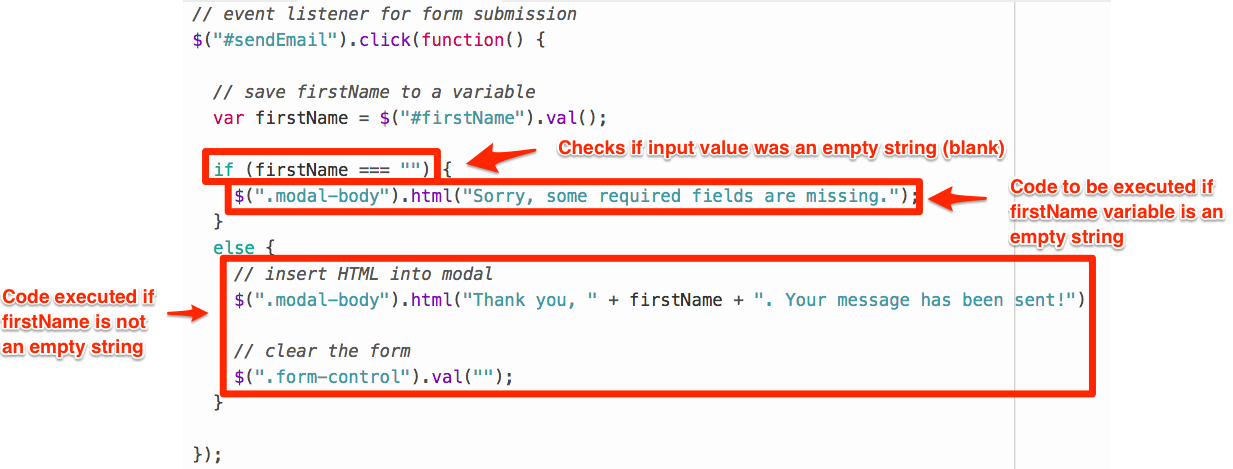 // event listener for form submission
$("#sendEmail").click(function() {
// save firstName to a variable
var firstName = $("#firstName").val();
if (firstName === "") {
Checks if input value was an empty string (blank)
$(".modal-body").html("Sorry, some required fields are missing.");
Code to be executed if
firstName variable is an
empty string
}
else {
// insert HTML into modal
$(".modal-body").html("Thank you, " + firstName + ". Your message has been sent!")
Code executed if
firstName is not
an empty string
// clear the form
$(".form-control").val("");
}
});